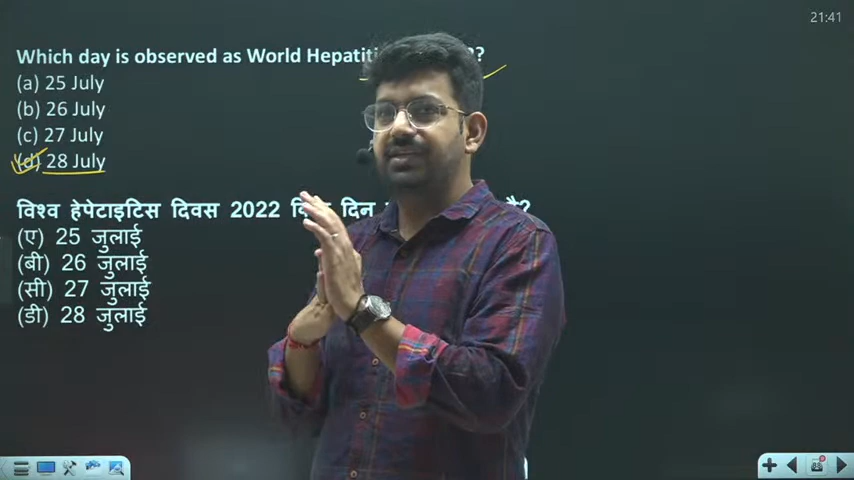 21:41
Which day is observed as World Hepatiti ?
(a) 25 July
(b) 26 July
(c) 27 July
(d) 28 July
विश्व हेपेटाइटिस दिवस 2022 दिन है?
(ए) 25 जुलाई
(बी) 26 जुलाई
(सी) 27 जुलाई
(डी) 28 जुलाई